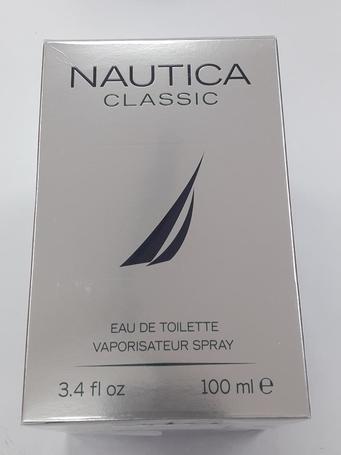 NAUTICA
CLASSIC
EAU DE TOILETTE
VAPORISATEUR SPRAY
3.4 fl oz 100 ml ℮